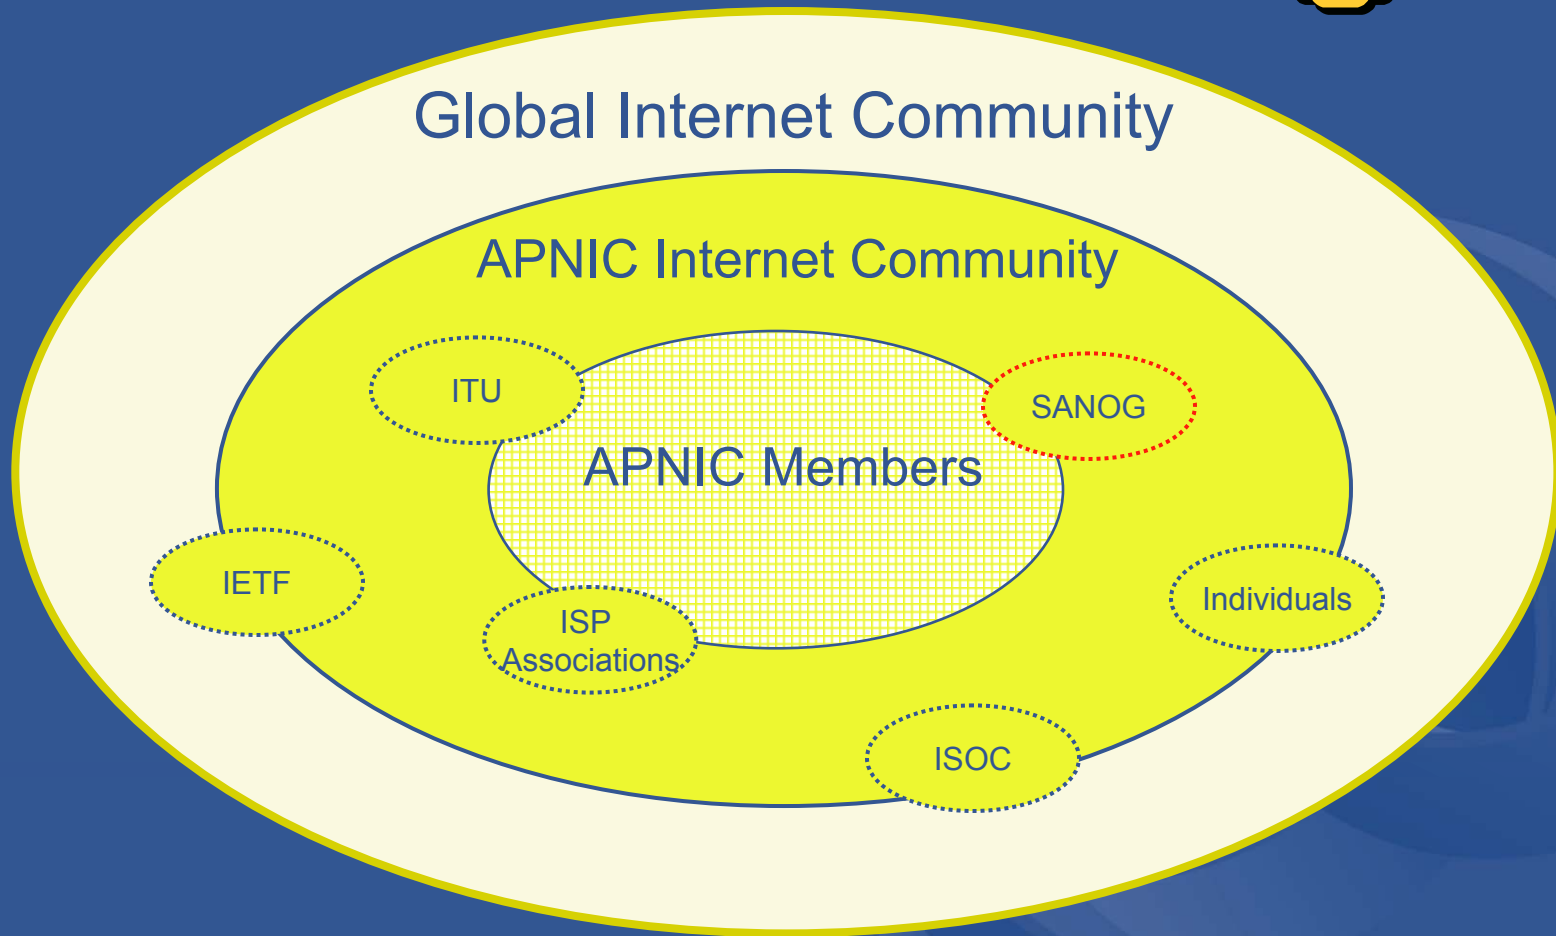 Global Internet Community
APNIC Internet Community
ITU
SANOG
APNIC Members
IETF
Individuals
ISP
Associations
ISOC